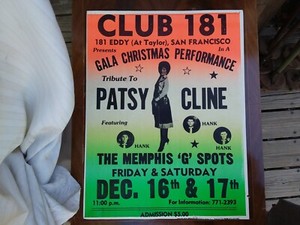 CLUB 181
181 EDDY (At Taylor), SAN FRANCISCO
Presents In A
GALA CHRISTMAS PERFORMANCE
Tribute To
PATSY CLINE
Featuring
HANK HANK
HANK
THE MEMPHIS 'G' SPOTS
FRIDAY & SATURDAY
DEC. 16th & 17th
11:00 p.m. For Information: 771-2393
ADMISSION $3.00